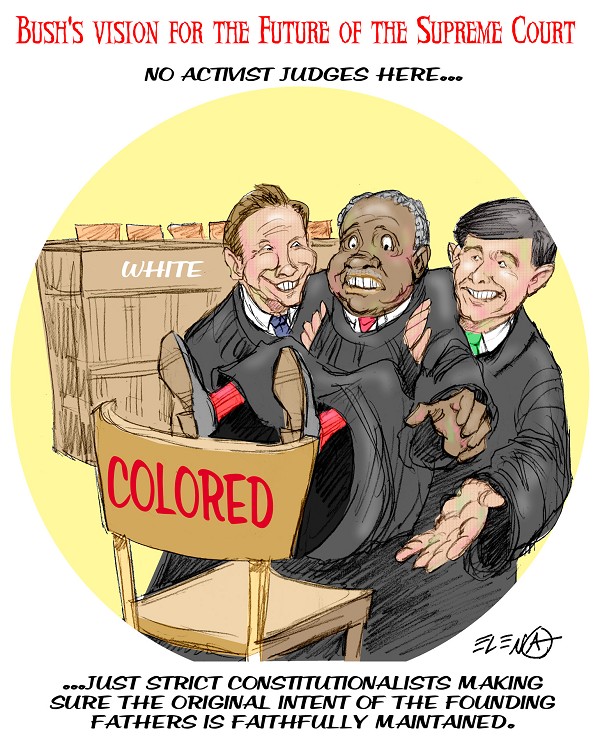 BUSH'S VISION FOR THE FUTURE OF THE SUPREME COURT
NO ACTIVIST JUDGES HERE...
WHITE
COLORED
ELENA
...JUST STRICT CONSTITUTIONALISTS MAKING
SURE THE ORIGINAL INTENT OF THE FOUNDING
FATHERS IS FAITHFULLY MAINTAINED.